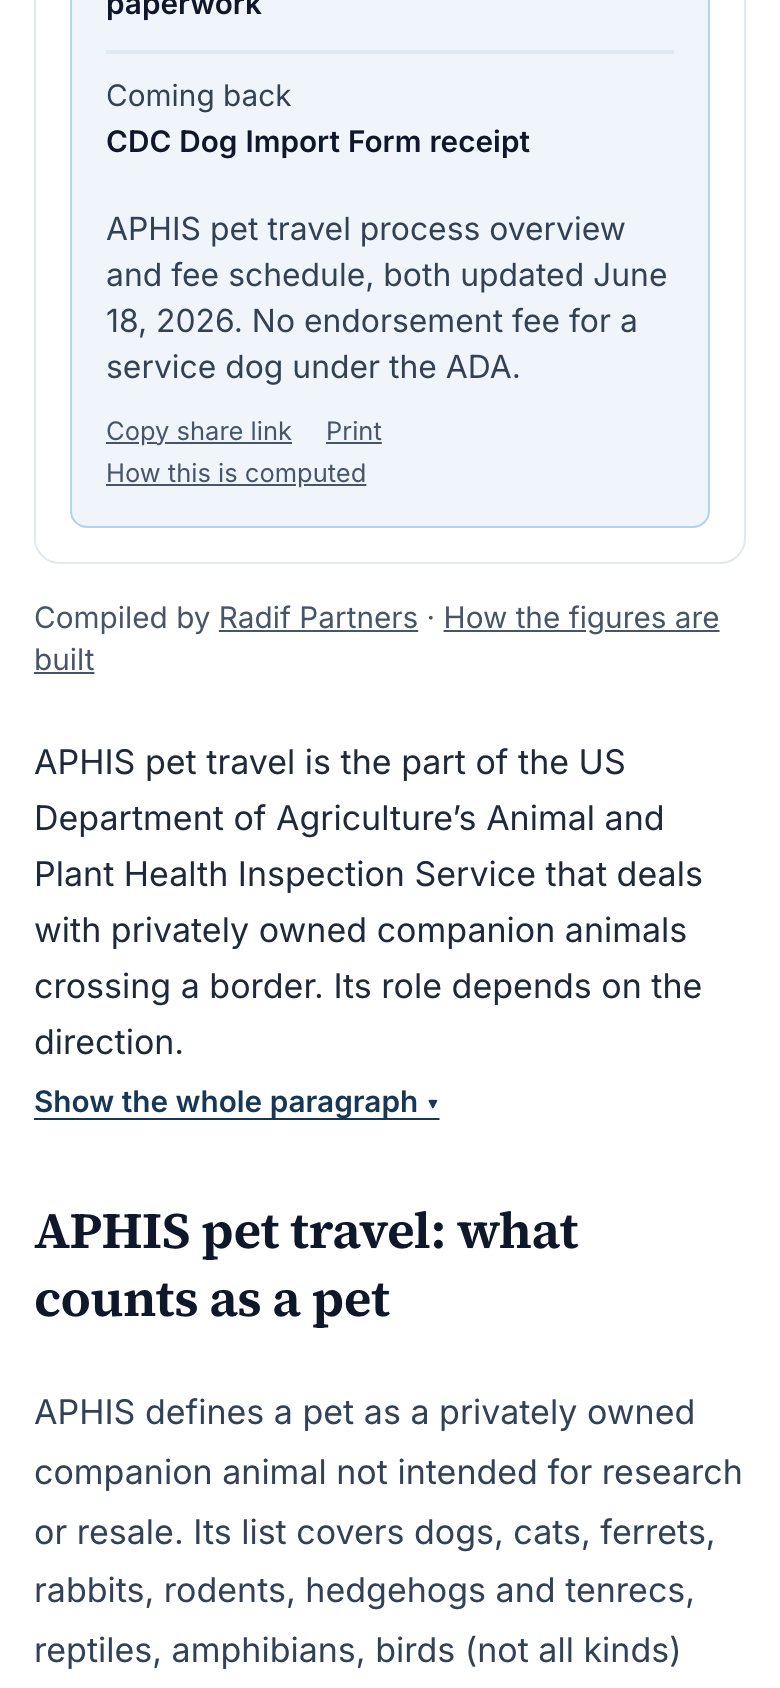 paperwork
Coming back
CDC Dog Import Form receipt
APHIS pet travel process overview
and fee schedule, both updated June
18, 2026. No endorsement fee for a
service dog under the ADA.
Copy share link Print
How this is computed
Compiled by Radif Partners · How the figures are
built
APHIS pet travel is the part of the US
Department of Agriculture’s Animal and
Plant Health Inspection Service that deals
with privately owned companion animals
crossing a border. Its role depends on the
direction.
Show the whole paragraph ▾
APHIS pet travel: what
counts as a pet
APHIS defines a pet as a privately owned
companion animal not intended for research
or resale. Its list covers dogs, cats, ferrets,
rabbits, rodents, hedgehogs and tenrecs,
reptiles, amphibians, birds (not all kinds)